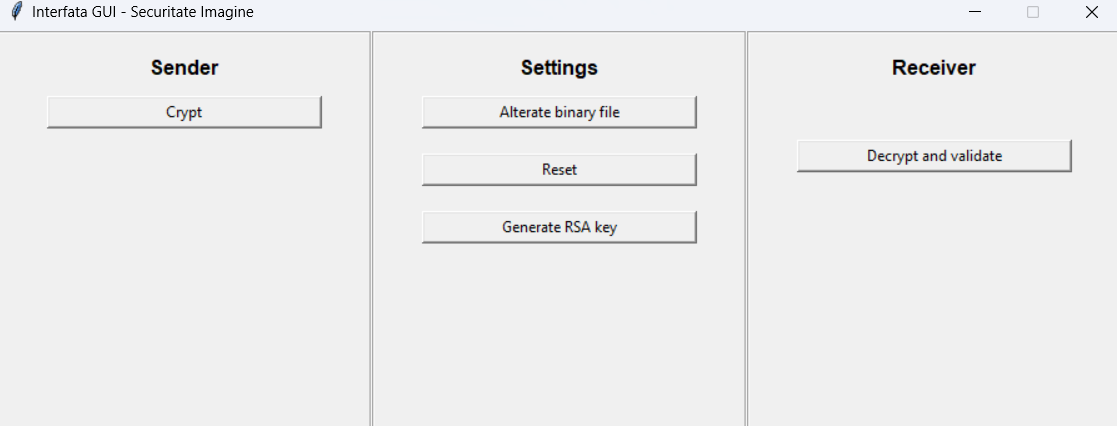 Interfata GUI - Securitate Imagine
Sender
Crypt
Settings
Alterate binary file
Reset
Generate RSA key
Receiver
Decrypt and validate